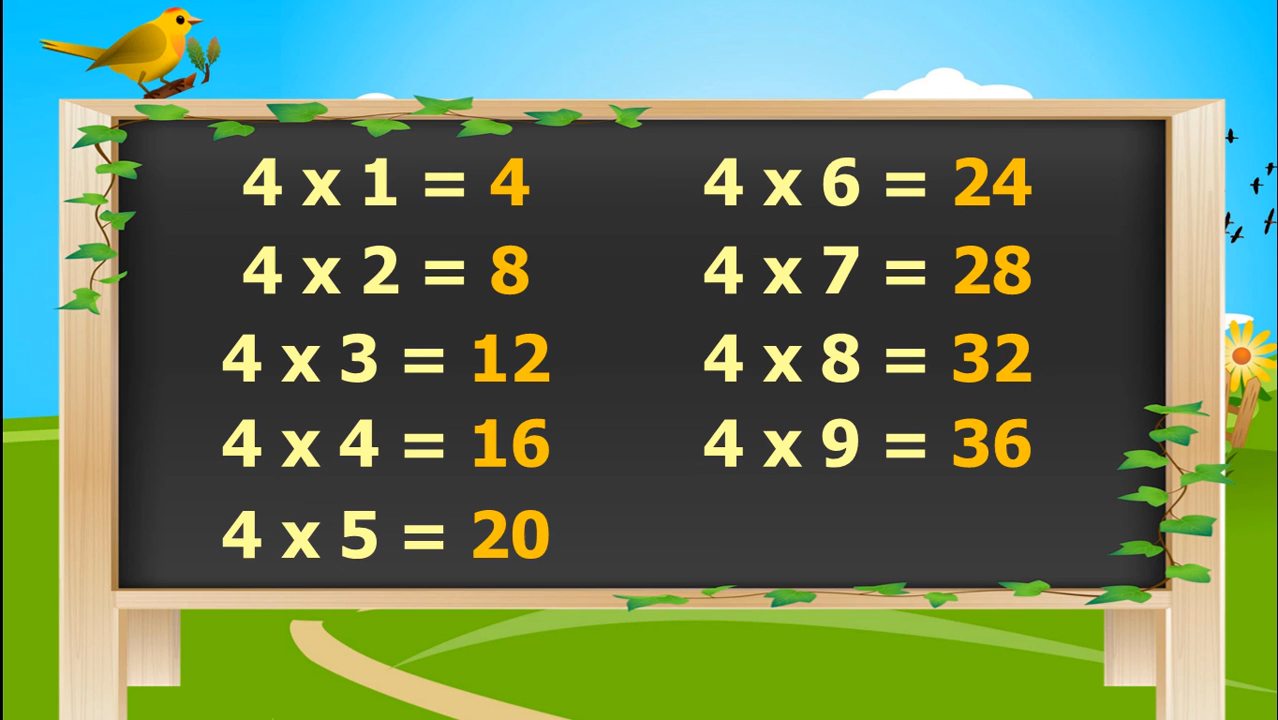 4 x 1 = 4
4 x 2 = 8
4 x 3 = 12
4 x 4 = 16
4 x 5 = 20
4 x 6 = 24
4 x 7 = 28
4 x 8 = 32
4 x 9 = 36